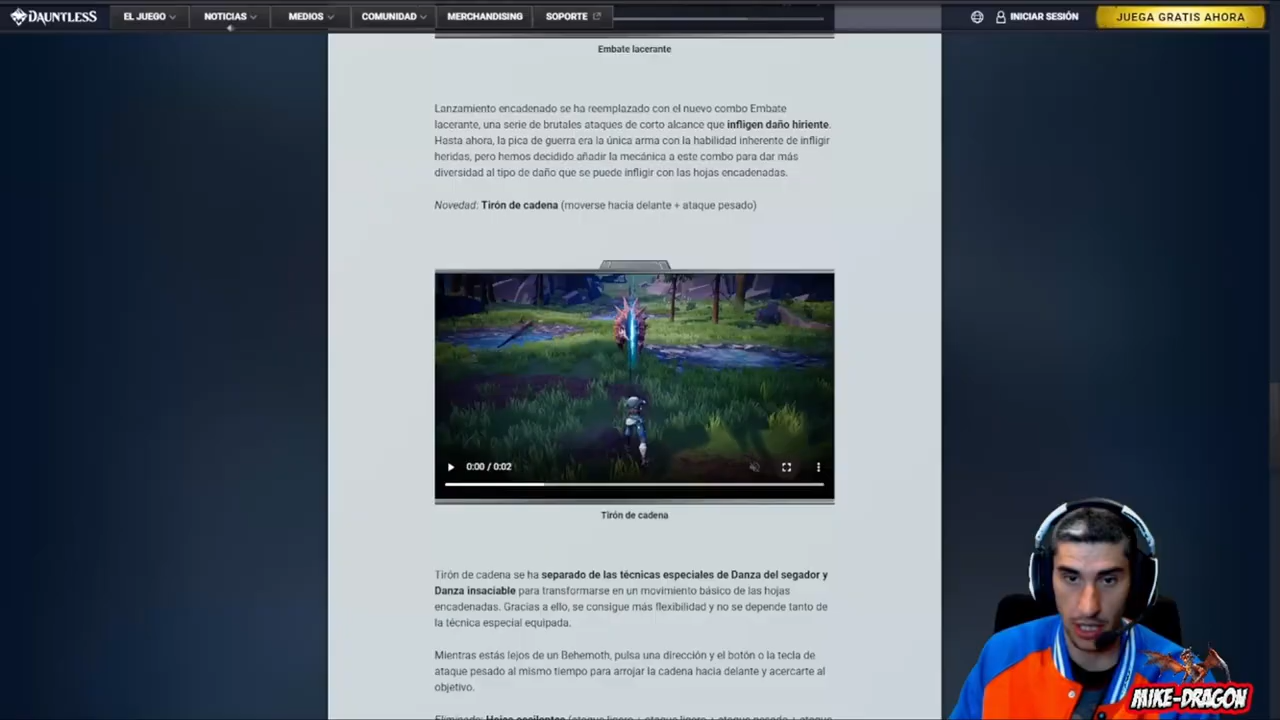 DAUNTLESS
EL JUEGO
NOTICIAS
MEDIOS
COMUNIDAD
MERCHANDISING
SOPORTE
INICIAR SESIÓN
JUEGA GRATIS AHORA
Embate lacerante
Lanzamiento encadenado se ha reemplazado con el nuevo combo Embate
lacerante, una serie de brutales ataques de corto alcance que infligen daño hiriente.
Hasta ahora, la pica de guerra era la única arma con la habilidad inherente de infligir
heridas, pero hemos decidido añadir la mecánica a este combo para dar más
diversidad al tipo de daño que se puede infligir con las hojas encadenadas.
Novedad: Tirón de cadena (moverse hacia delante + ataque pesado)
0:00 / 0:02
Tirón de cadena
Tirón de cadena se ha separado de las técnicas especiales de Danza del segador y
Danza insaciable para transformarse en un movimiento básico de las hojas
encadenadas. Gracias a ello, se consigue más flexibilidad y no se depende tanto de
la técnica especial equipada.
Mientras estás lejos de un Behemoth, pulsa una dirección y el botón o la tecla de
ataque pesado al mismo tiempo para arrojar la cadena hacia delante y acercarte al
objetivo.
MIKE-DRAGON